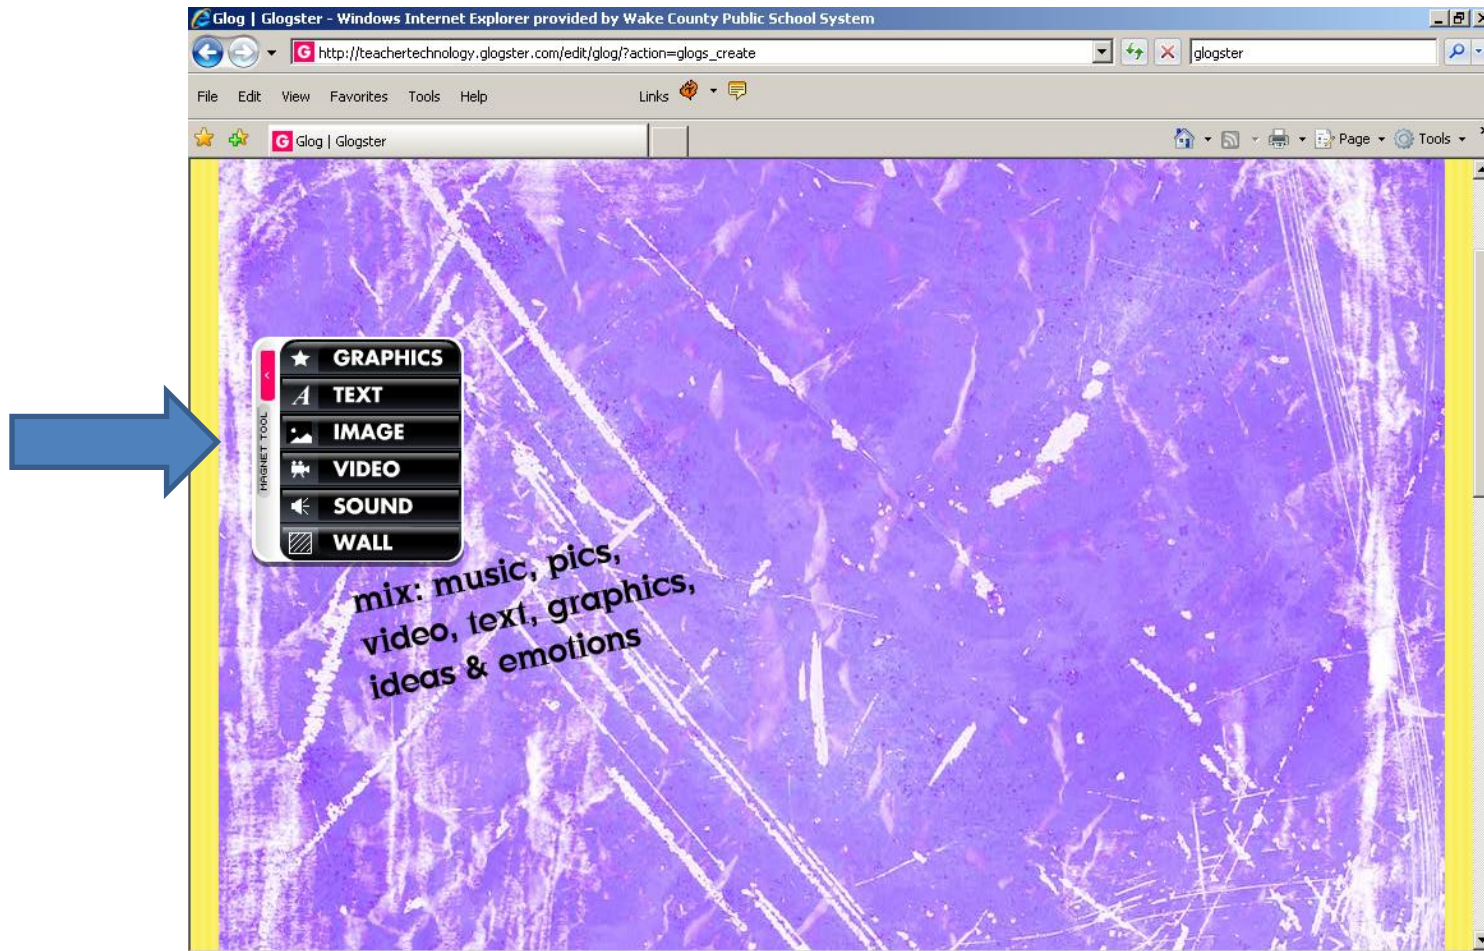 Glog | Glogster - Windows Internet Explorer provided by Wake County Public School System
G http://teachertechnology.glogster.com/edit/glog/?action=glogs_create
glogster
File Edit View Favorites Tools Help Links
G Glog | Glogster
Page Tools
MAGNET TOOL
GRAPHICS
A TEXT
IMAGE
VIDEO
SOUND
WALL
mix: music, pics,
video, text, graphics,
ideas & emotions